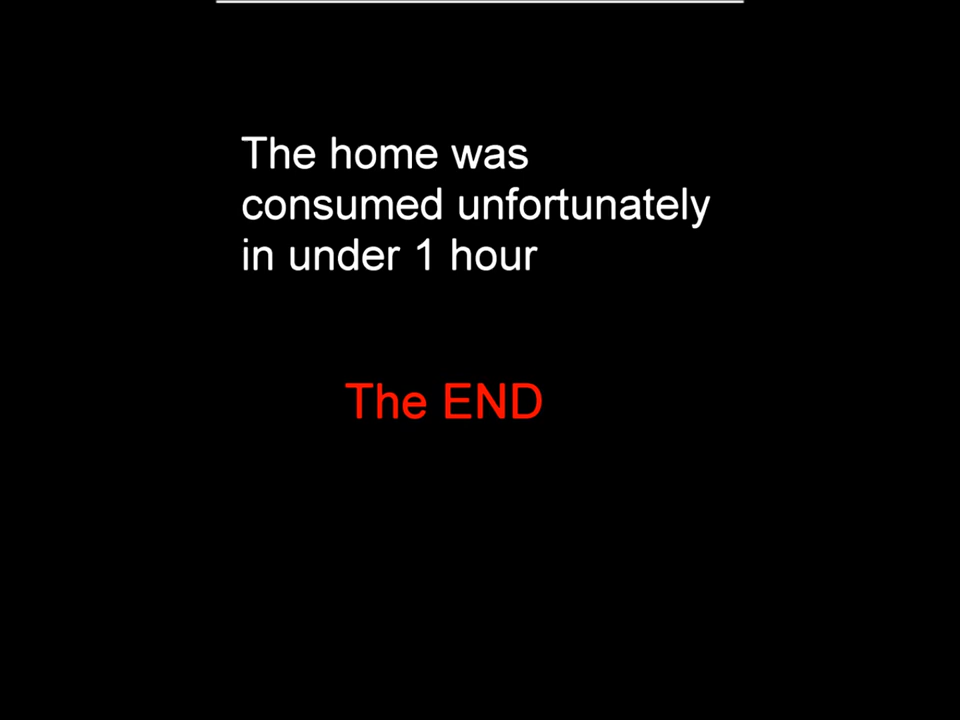 The home was
consumed unfortunately
in under 1 hour
The END